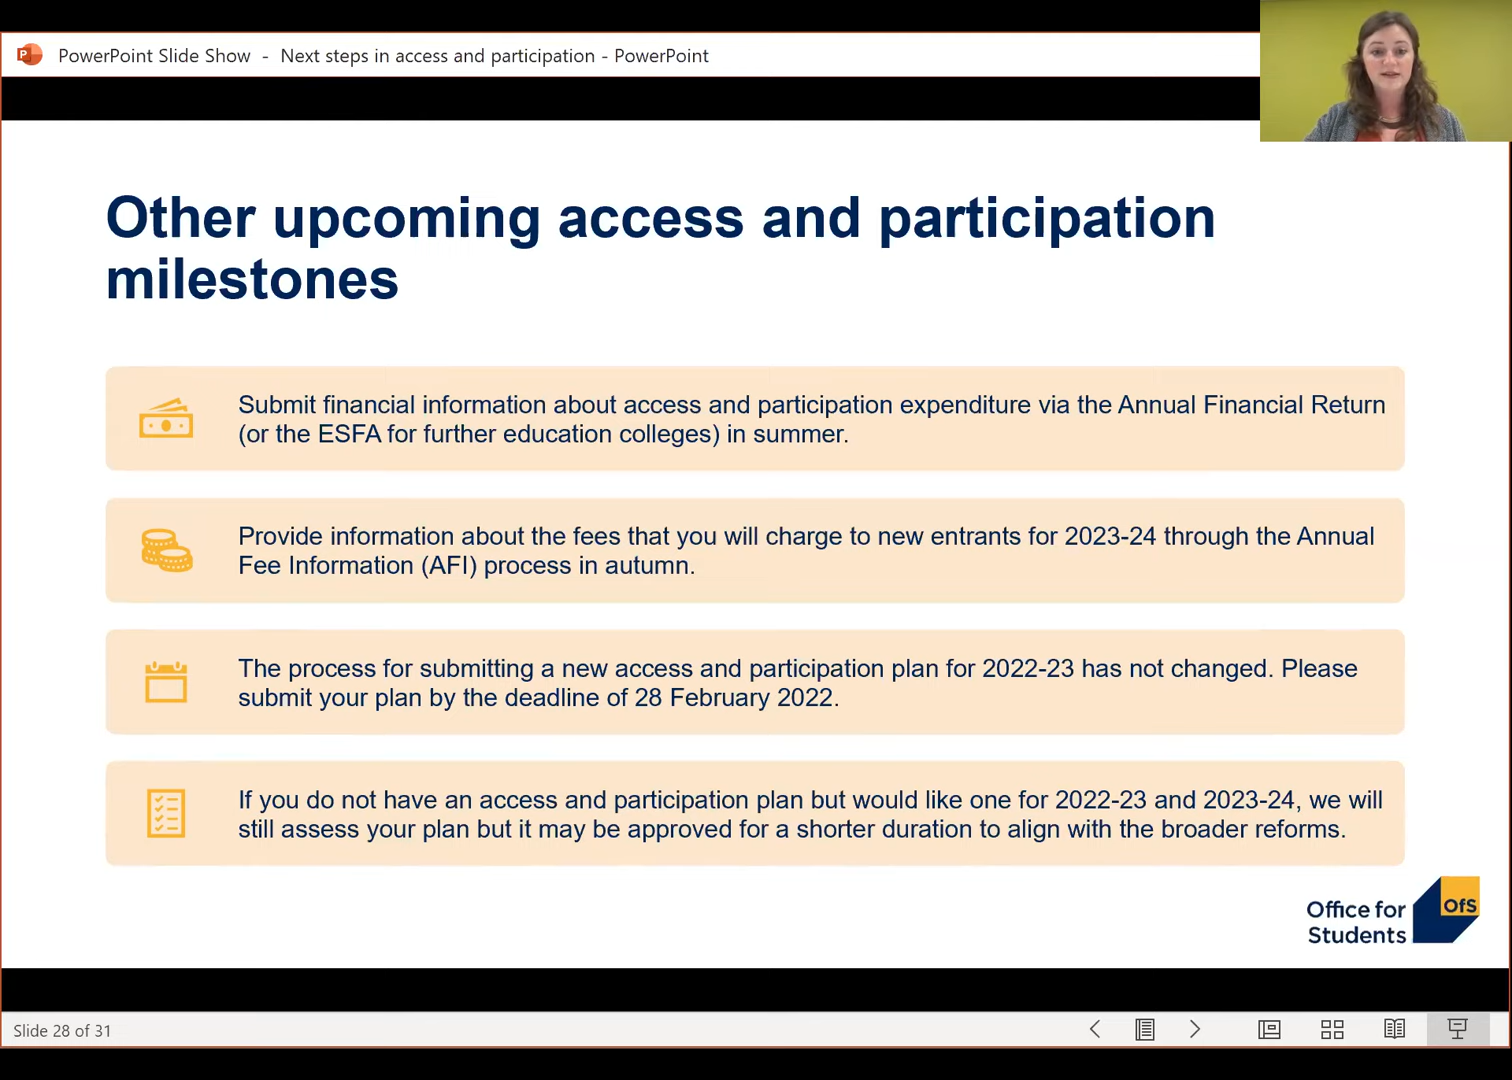 PowerPoint Slide Show - Next steps in access and participation - PowerPoint
Other upcoming access and participation
milestones
Submit financial information about access and participation expenditure via the Annual Financial Return
(or the ESFA for further education colleges) in summer.
Provide information about the fees that you will charge to new entrants for 2023-24 through the Annual
Fee Information (AFI) process in autumn.
The process for submitting a new access and participation plan for 2022-23 has not changed. Please
submit your plan by the deadline of 28 February 2022.
If you do not have an access and participation plan but would like one for 2022-23 and 2023-24, we will
still assess your plan but it may be approved for a shorter duration to align with the broader reforms.
Office for
Students
OfS
Slide 28 of 31